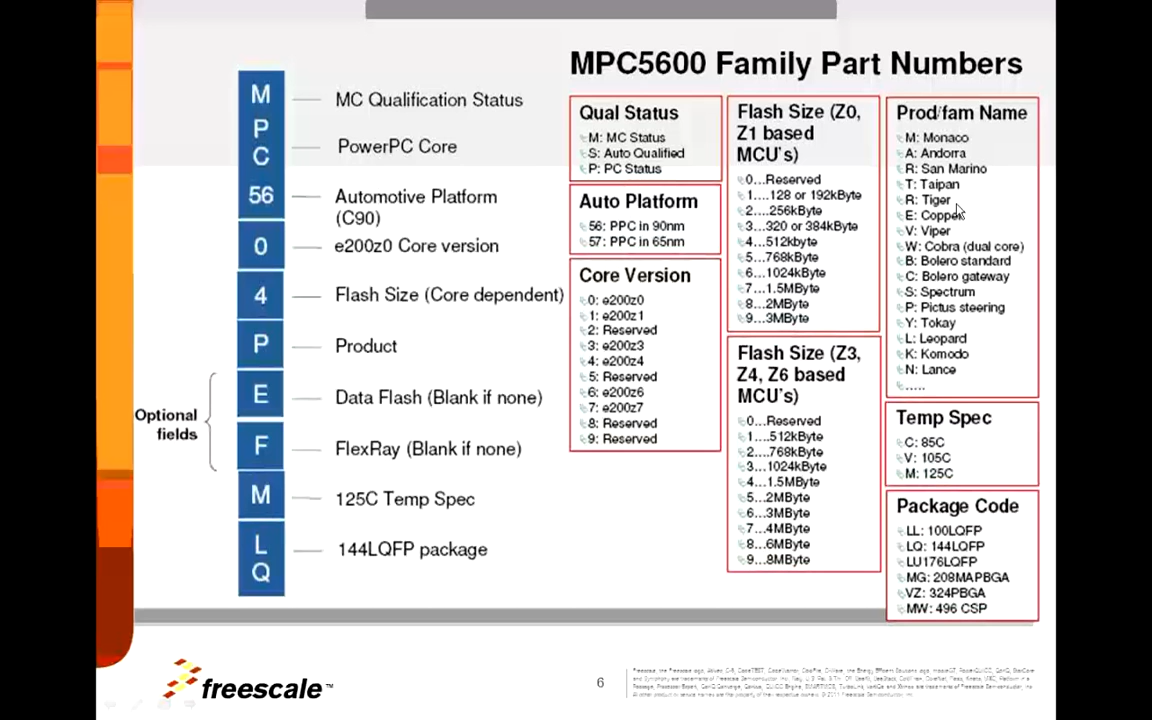 MPC5600 Family Part Numbers
M
P
C
56
0
4
P
E
F
M
L
Q
MC Qualification Status
PowerPC Core
Automotive Platform
(C90)
e200z0 Core version
Flash Size (Core dependent)
Product
Data Flash (Blank if none)
FlexRay (Blank if none)
125C Temp Spec
144LQFP package
Optional
fields
Qual Status
M: MC Status
S: Auto Qualified
P: PC Status
Auto Platform
56: PPC in 90nm
57: PPC in 65nm
Core Version
0: e200z0
1: e200z1
2: Reserved
3: e200z3
4: e200z4
5: Reserved
6: e200z6
7: e200z7
8: Reserved
9: Reserved
Flash Size (Z0,
Z1 based
MCU's)
0...Reserved
1....128 or 192kByte
2....256kByte
3...320 or 384kByte
4...512kbyte
5...768kByte
6...1024kByte
7...1.5MByte
8...2MByte
9...3MByte
Flash Size (Z3,
Z4, Z6 based
MCU's)
0...Reserved
1....512kByte
2....768kByte
3...1024kByte
4...1.5MByte
5...2MByte
6...3MByte
7...4MByte
8...6MByte
9...8MByte
Prod/fam Name
M: Monaco
A: Andorra
R: San Marino
T: Taipan
R: Tiger
E: Copper
V: Viper
W: Cobra (dual core)
B: Bolero standard
C: Bolero gateway
S: Spectrum
P: Pictus steering
Y: Tokay
L: Leopard
K: Komodo
N: Lance
.....
Temp Spec
C: 85C
V: 105C
M: 125C
Package Code
LL: 100LQFP
LQ: 144LQFP
LU176LQFP
MG: 208MAPBGA
VZ: 324PBGA
MW: 496 CSP
freescale™
6